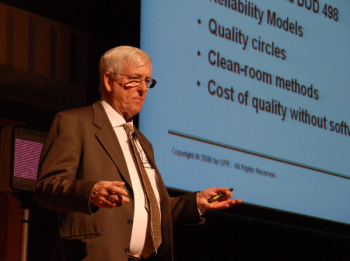 DOD 498
Reliability Models
• Quality circles
• Clean-room methods
• Cost of quality without soft
Copyright © 2008 by SPR. All Rights Reserved